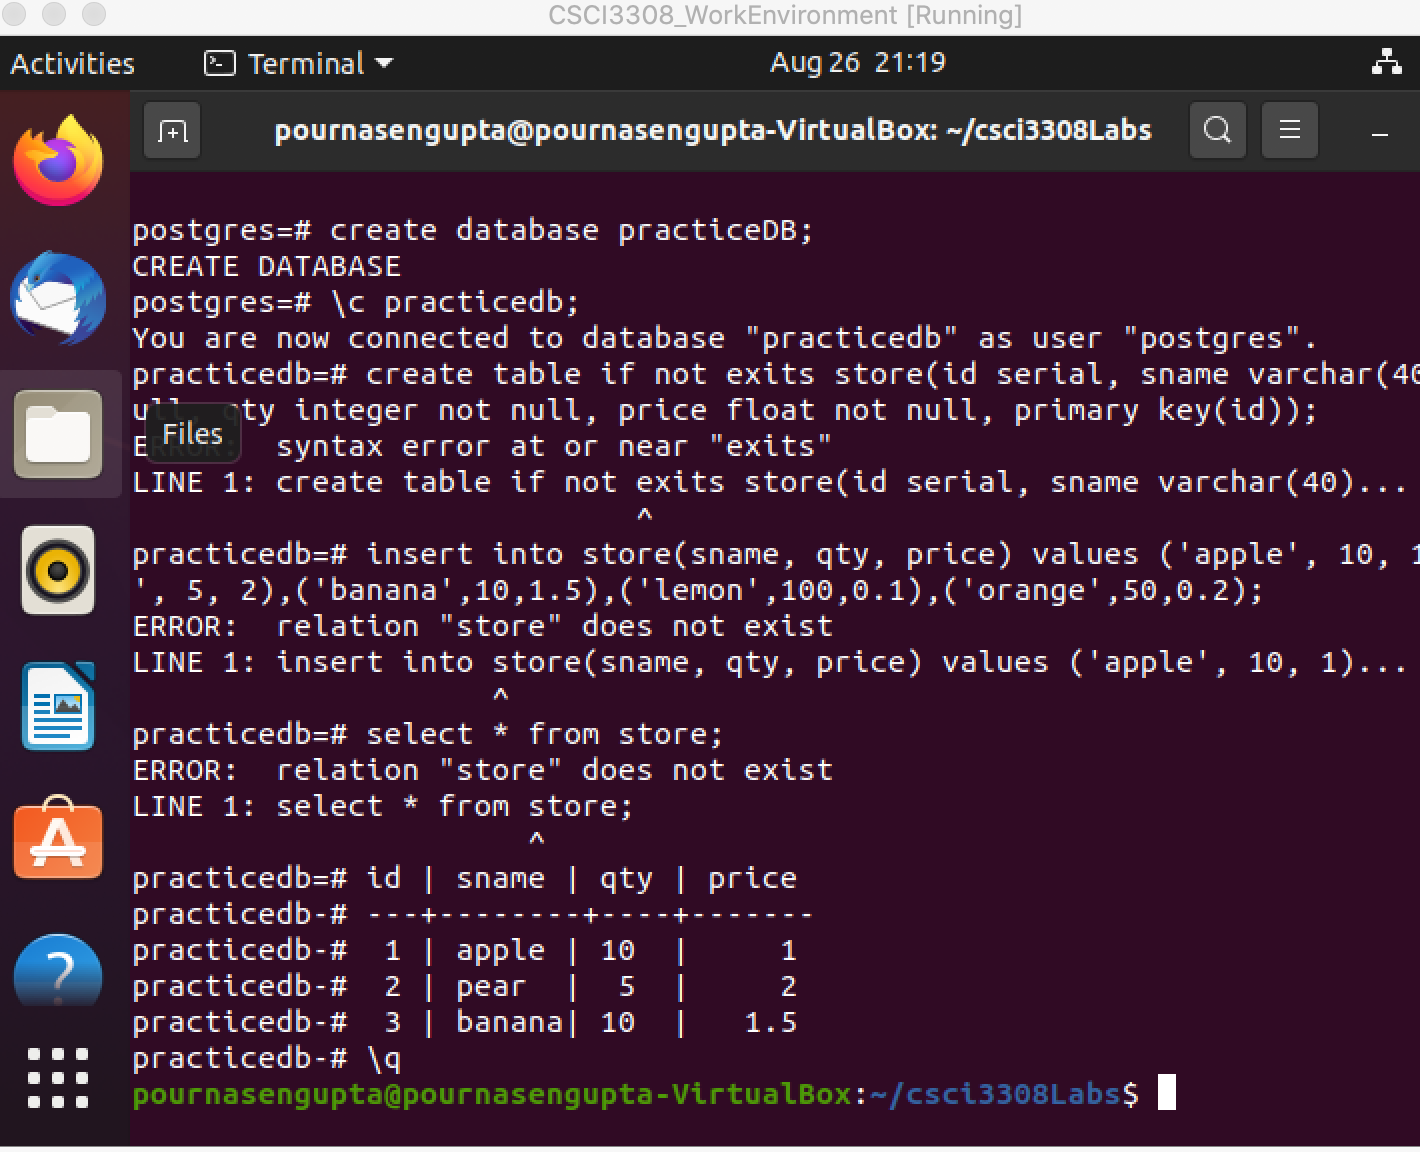 CSCI3308_WorkEnvironment [Running]
Activities Terminal Aug 26 21:19
pournasengupta@pournasengupta-VirtualBox: ~/csci3308Labs
postgres=# create database practiceDB;
CREATE DATABASE
postgres=# \c practicedb;
You are now connected to database "practicedb" as user "postgres".
practicedb=# create table if not exits store(id serial, sname varchar(40
ull, qty integer not null, price float not null, primary key(id));
Files
ERROR:  syntax error at or near "exits"
LINE 1: create table if not exits store(id serial, sname varchar(40)...
^
practicedb=# insert into store(sname, qty, price) values ('apple', 10, 1
', 5, 2),('banana',10,1.5),('lemon',100,0.1),('orange',50,0.2);
ERROR:  relation "store" does not exist
LINE 1: insert into store(sname, qty, price) values ('apple', 10, 1)...
^
practicedb=# select * from store;
ERROR:  relation "store" does not exist
LINE 1: select * from store;
^
practicedb=# id | sname | qty | price
practicedb-# ---+--------+----+-------
practicedb-#  1 | apple | 10  |     1
practicedb-#  2 | pear  |  5  |     2
practicedb-#  3 | banana| 10  |   1.5
practicedb-# \q
pournasengupta@pournasengupta-VirtualBox:~/csci3308Labs$